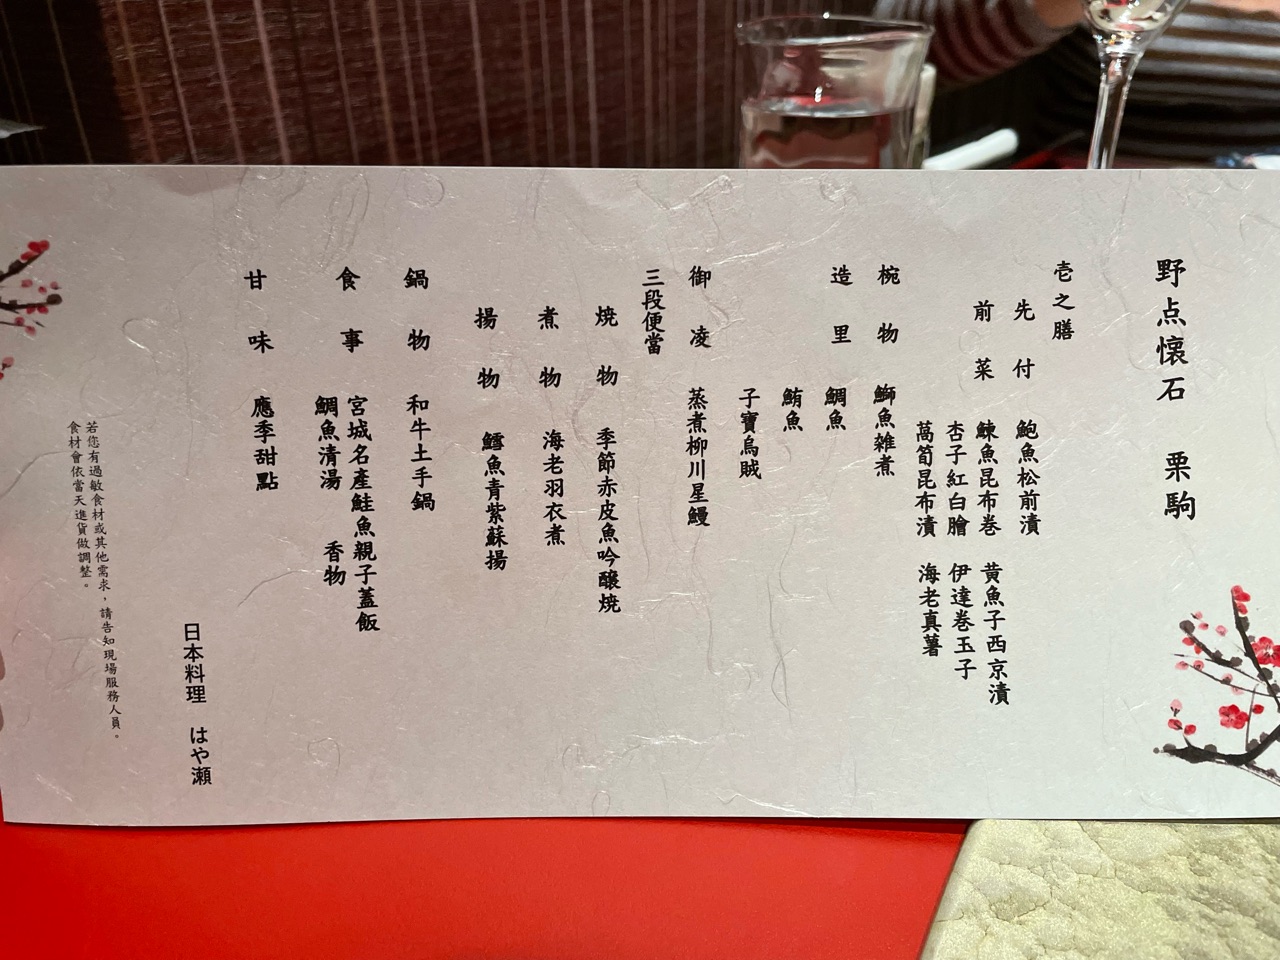 野点懐石　栗駒
壱之膳
先付　鮑魚松前漬
前菜　鰊魚昆布巻　黄魚子西京漬
杏子紅白膾　伊達巻玉子
萵筍昆布漬　海老真薯
椀物　鰤魚雑煮
造里　鯛魚
鮪魚
子寶烏賊
御凌　蒸煮柳川星鰻
三段便當
焼物　季節赤皮魚吟釀焼
煮物　海老羽衣煮
揚物　鱈魚青紫蘇揚
鍋物　和牛土手鍋
食事　宮城名產鮭魚親子蓋飯
鯛魚清湯　香物
甘味　應季甜點
日本料理　はや瀬
若您有過敏食材或其他需求，請告知現場服務人員。
食材會依當天進貨做調整。